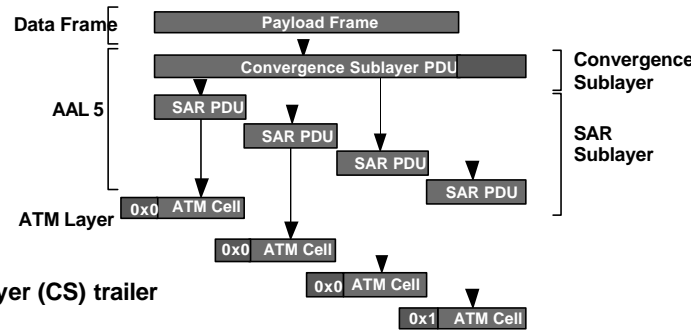 Data Frame
Payload Frame
Convergence Sublayer PDU
Convergence
Sublayer
AAL 5
SAR PDU
SAR PDU
SAR PDU
SAR PDU
SAR
Sublayer
ATM Layer
0x0 ATM Cell
0x0 ATM Cell
0x0 ATM Cell
0x1 ATM Cell
yer (CS) trailer